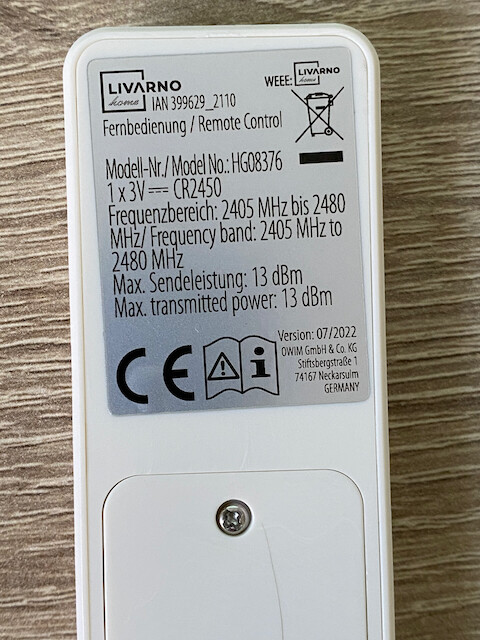 LIVARNO
home
IAN 399629_2110
WEEE:
LIVARNO
home
Fernbedienung / Remote Control
Modell-Nr./ Model No.: HG08376
1 x 3V⎓ CR2450
Frequenzbereich: 2405 MHz bis 2480
MHz/ Frequency band: 2405 MHz to
2480 MHz
Max. Sendeleistung: 13 dBm
Max. transmitted power: 13 dBm
Version: 07/2022
OWIM GmbH & Co. KG
Stiftsbergstraße 1
74167 Neckarsulm
GERMANY
CE